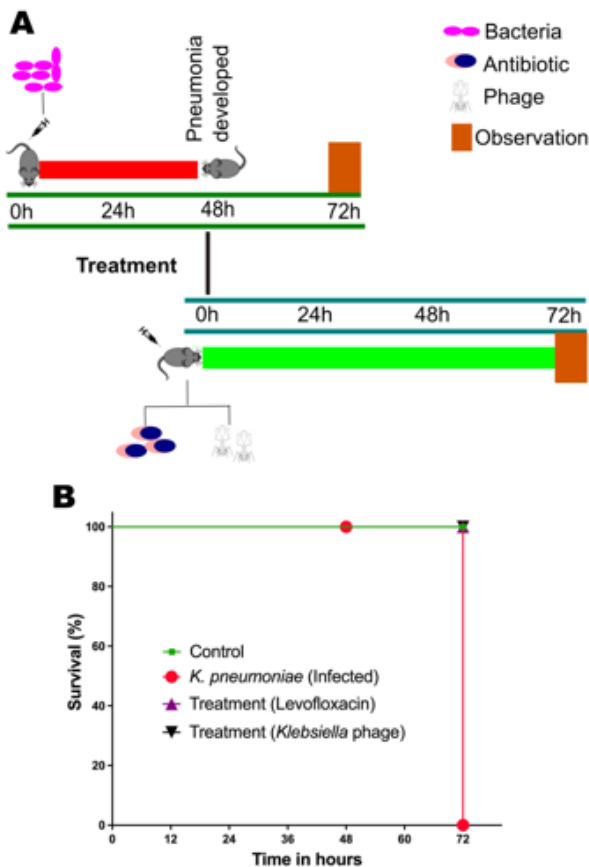 A
Bacteria
Antibiotic
Phage
Observation
Pneumonia
developed
H
0h 24h 48h 72h
Treatment
0h 24h 48h 72h
H
B
Survival (%)
100
80
60
40
20
0
Control
K. pneumoniae (Infected)
Treatment (Levofloxacin)
Treatment (Klebsiella phage)
0 12 24 36 48 60 72
Time in hours